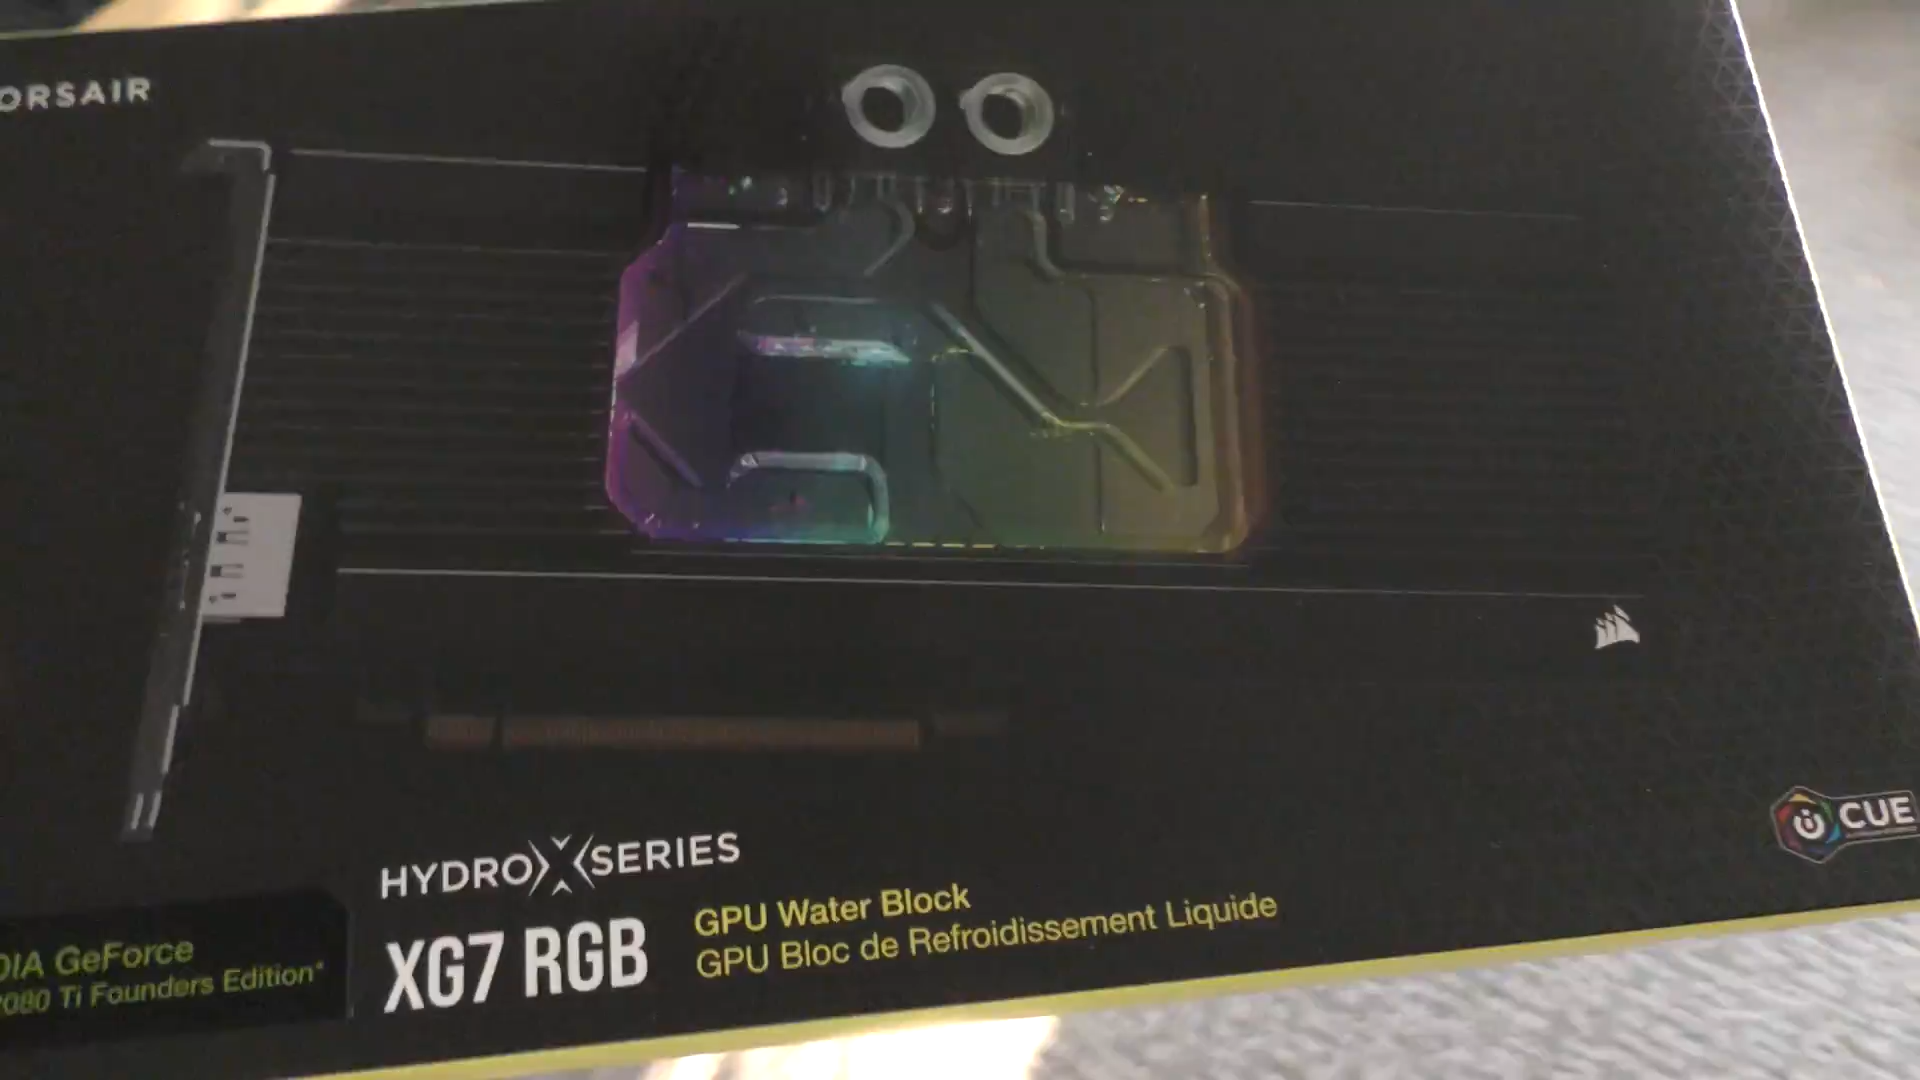 ORSAIR
HYDRO X SERIES
XG7 RGB
GPU Water Block
GPU Bloc de Refroidissement Liquide
DIA GeForce
2080 Ti Founders Edition*
CUE